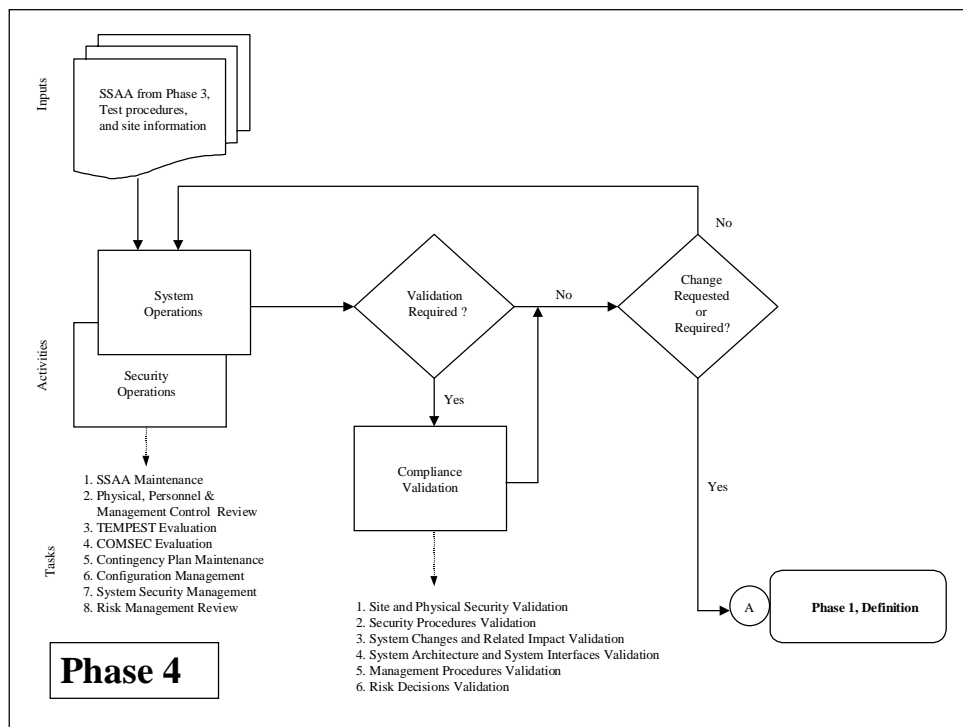 Inputs
SSAA from Phase 3,
Test procedures,
and site information
No
System
Operations
Validation
Required ?
No
Change
Requested
or
Required?
Activities
Security
Operations
Yes
Compliance
Validation
Yes
Tasks
1. SSAA Maintenance
2. Physical, Personnel &
Management Control Review
3. TEMPEST Evaluation
4. COMSEC Evaluation
5. Contingency Plan Maintenance
6. Configuration Management
7. System Security Management
8. Risk Management Review
1. Site and Physical Security Validation
2. Security Procedures Validation
3. System Changes and Related Impact Validation
4. System Architecture and System Interfaces Validation
5. Management Procedures Validation
6. Risk Decisions Validation
A
Phase 1, Definition
Phase 4